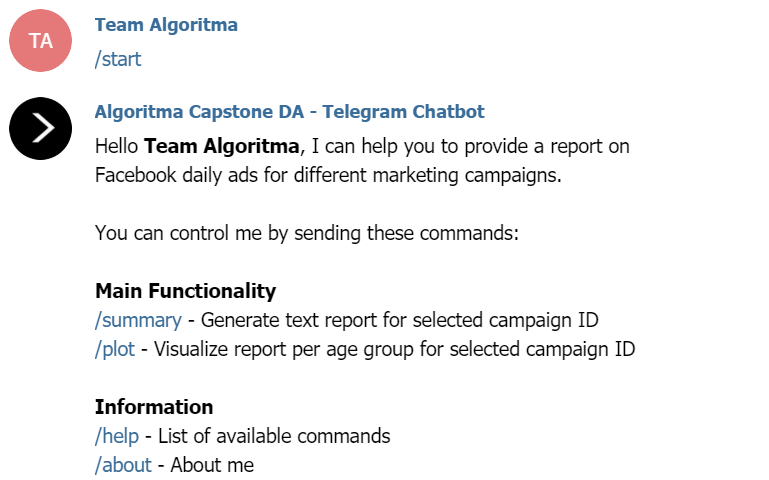 TA
Team Algoritma
/start
Algoritma Capstone DA - Telegram Chatbot
Hello Team Algoritma, I can help you to provide a report on
Facebook daily ads for different marketing campaigns.
You can control me by sending these commands:
Main Functionality
/summary - Generate text report for selected campaign ID
/plot - Visualize report per age group for selected campaign ID
Information
/help - List of available commands
/about - About me